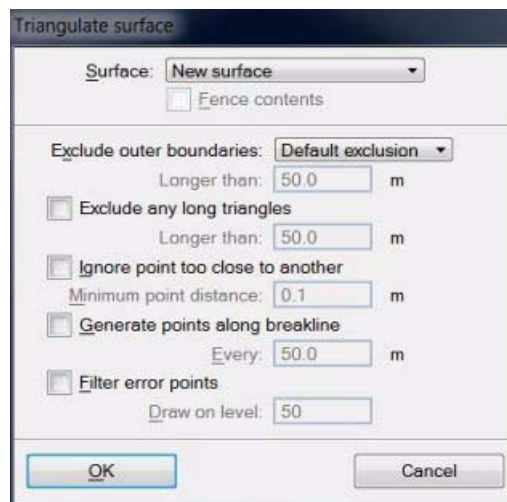 Triangulate surface
Surface: New surface
Fence contents
Exclude outer boundaries: Default exclusion
Longer than: 50.0 m
Exclude any long triangles
Longer than: 50.0 m
Ignore point too close to another
Minimum point distance: 0.1 m
Generate points along breakline
Every: 50.0 m
Filter error points
Draw on level: 50
OK Cancel